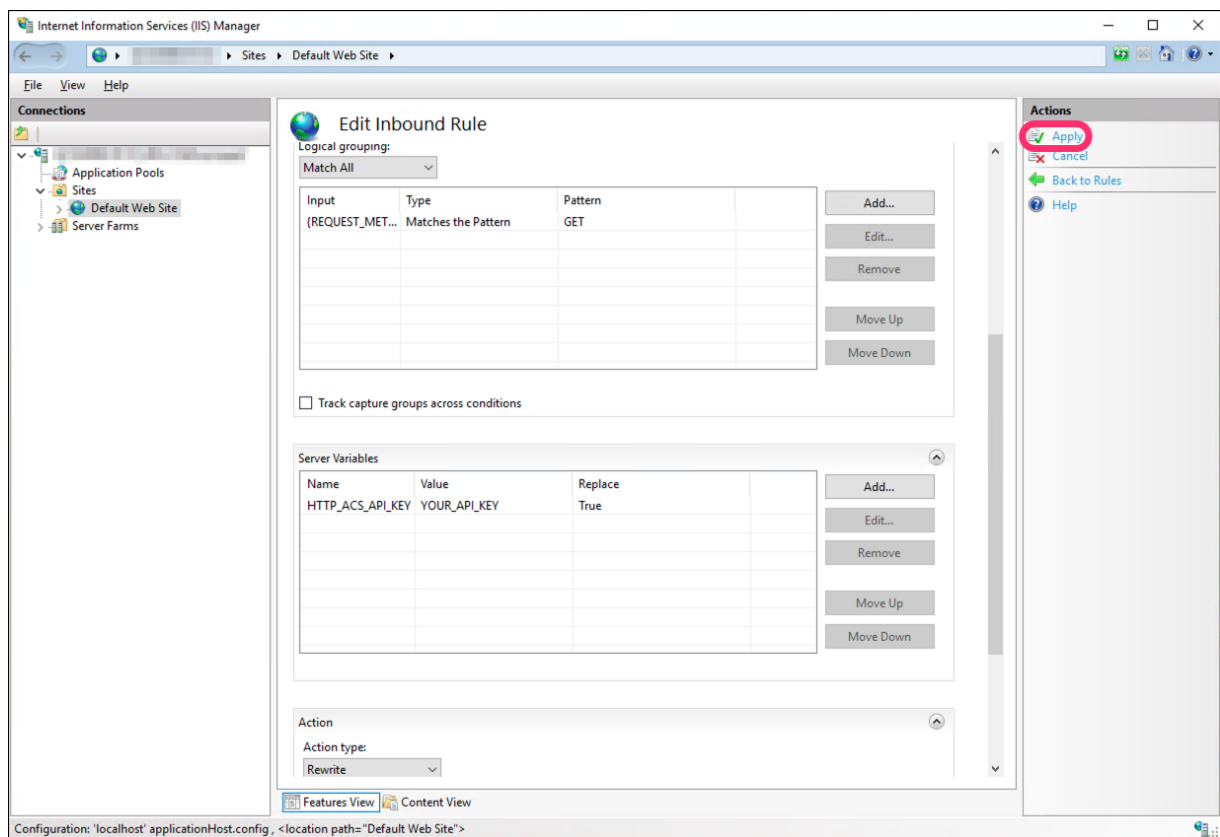 Internet Information Services (IIS) Manager
Sites Default Web Site
File View Help
Connections
Application Pools
Sites
Default Web Site
Server Farms
Edit Inbound Rule
Logical grouping:
Match All
Input Type Pattern
{REQUEST_MET... Matches the Pattern GET
Add...
Edit...
Remove
Move Up
Move Down
Track capture groups across conditions
Server Variables
Name Value Replace
HTTP_ACS_API_KEY YOUR_API_KEY True
Add...
Edit...
Remove
Move Up
Move Down
Action
Action type:
Rewrite
Features View Content View
Actions
Apply
Cancel
Back to Rules
Help
Configuration: 'localhost' applicationHost.config , <location path="Default Web Site">